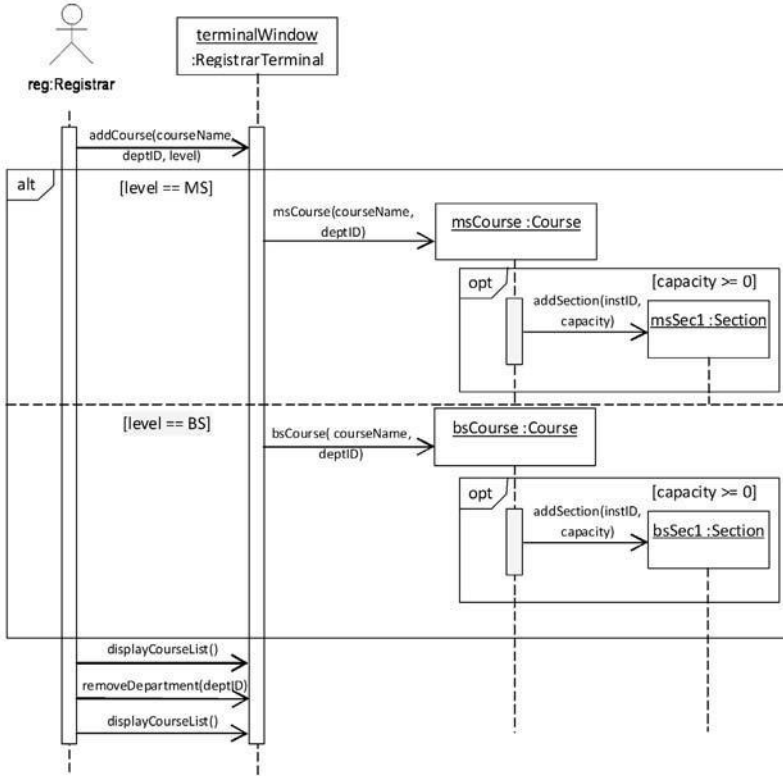 terminalWindow
:RegistrarTerminal
reg:Registrar
addCourse(courseName,
deptID, level)
alt
[level == MS]
msCourse(courseName,
deptID)
msCourse :Course
opt
[capacity >= 0]
addSection(instID,
capacity)
msSec1 :Section
[level == BS]
bsCourse( courseName,
deptID)
bsCourse :Course
opt
[capacity >= 0]
addSection(instID,
capacity)
bsSec1 :Section
displayCourseList()
removeDepartment(deptID)
displayCourseList()